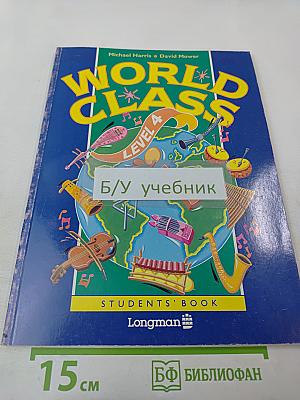 Michael Harris • David Mower
WORLD
CLASS
LEVEL 4
Б/У учебник
STUDENTS' BOOK
Longman
15 см
БФ БИБЛИОФАН